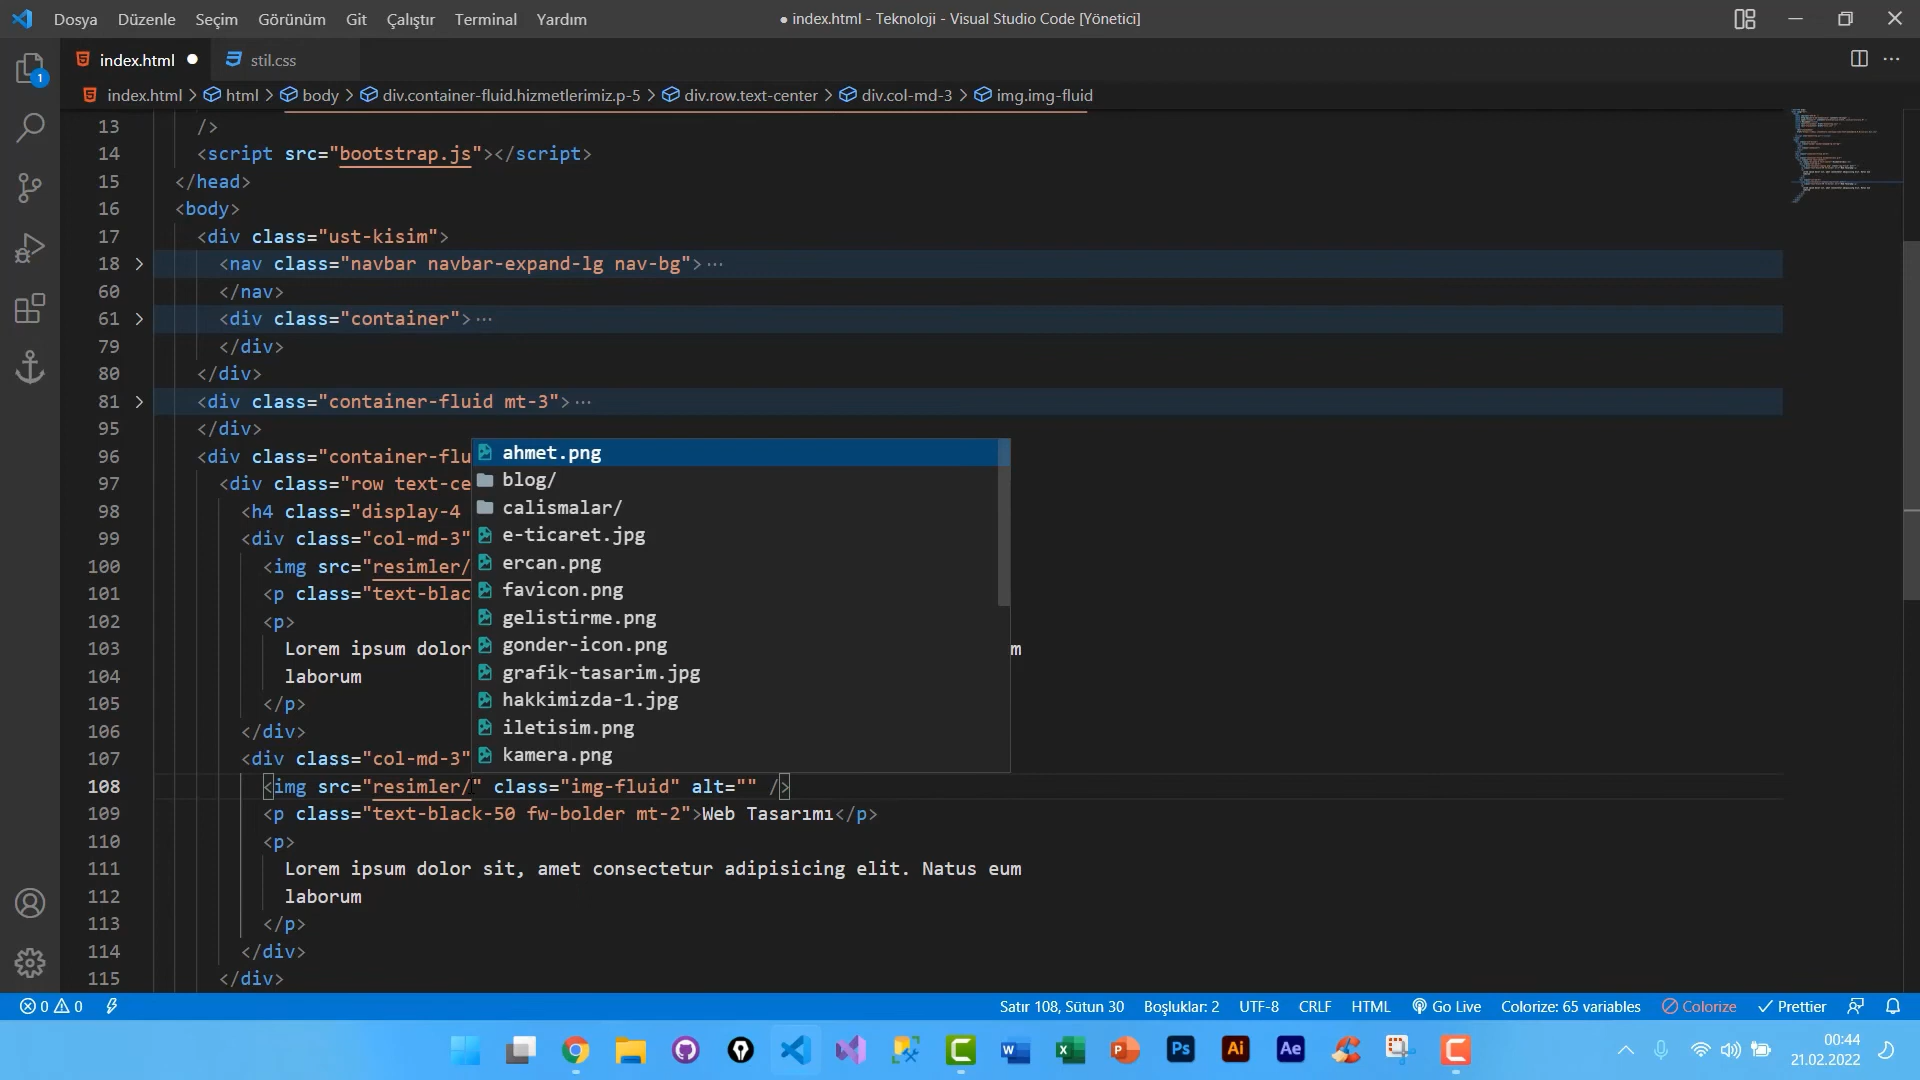 Dosya Düzenle Seçim Görünüm Git Çalıştır Terminal Yardım
● index.html - Teknoloji - Visual Studio Code [Yönetici]
index.html ● stil.css
1
index.html > html > body > div.container-fluid.hizmetlerimiz.p-5 > div.row.text-center > div.col-md-3 > img.img-fluid
13 />
14 <script src="bootstrap.js"></script>
15 </head>
16 <body>
17 <div class="ust-kisim">
18 <nav class="navbar navbar-expand-lg nav-bg">···
60 </nav>
61 <div class="container">···
79 </div>
80 </div>
81 <div class="container-fluid mt-3">···
95 </div>
96 <div class="container-flu
97 <div class="row text-ce
98 <h4 class="display-4
99 <div class="col-md-3"
100 <img src="resimler/
101 <p class="text-blac
102 <p>
103 Lorem ipsum dolor m
104 laborum
105 </p>
106 </div>
107 <div class="col-md-3"
108 <img src="resimler/" class="img-fluid" alt="" />
109 <p class="text-black-50 fw-bolder mt-2">Web Tasarımı</p>
110 <p>
111 Lorem ipsum dolor sit, amet consectetur adipisicing elit. Natus eum
112 laborum
113 </p>
114 </div>
115 </div>
ahmet.png
blog/
calismalar/
e-ticaret.jpg
ercan.png
favicon.png
gelistirme.png
gonder-icon.png
grafik-tasarim.jpg
hakkimizda-1.jpg
iletisim.png
kamera.png
0 0 Satır 108, Sütun 30 Boşluklar: 2 UTF-8 CRLF HTML Go Live Colorize: 65 variables Colorize Prettier
W X P Ps Ai Ae C
00:44
21.02.2022